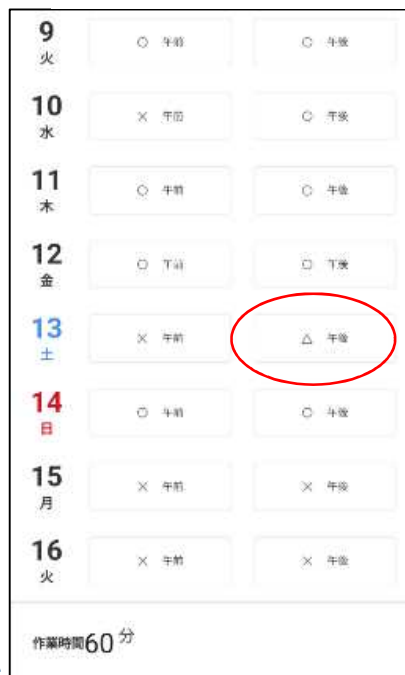 9 ○ 午前 ○ 午後
火
10 × 午前 ○ 午後
水
11 ○ 午前 ○ 午後
木
12 ○ 午前 ○ 午後
金
13 × 午前 △ 午後
土
14 ○ 午前 ○ 午後
日
15 × 午前 × 午後
月
16 × 午前 × 午後
火
作業時間60分